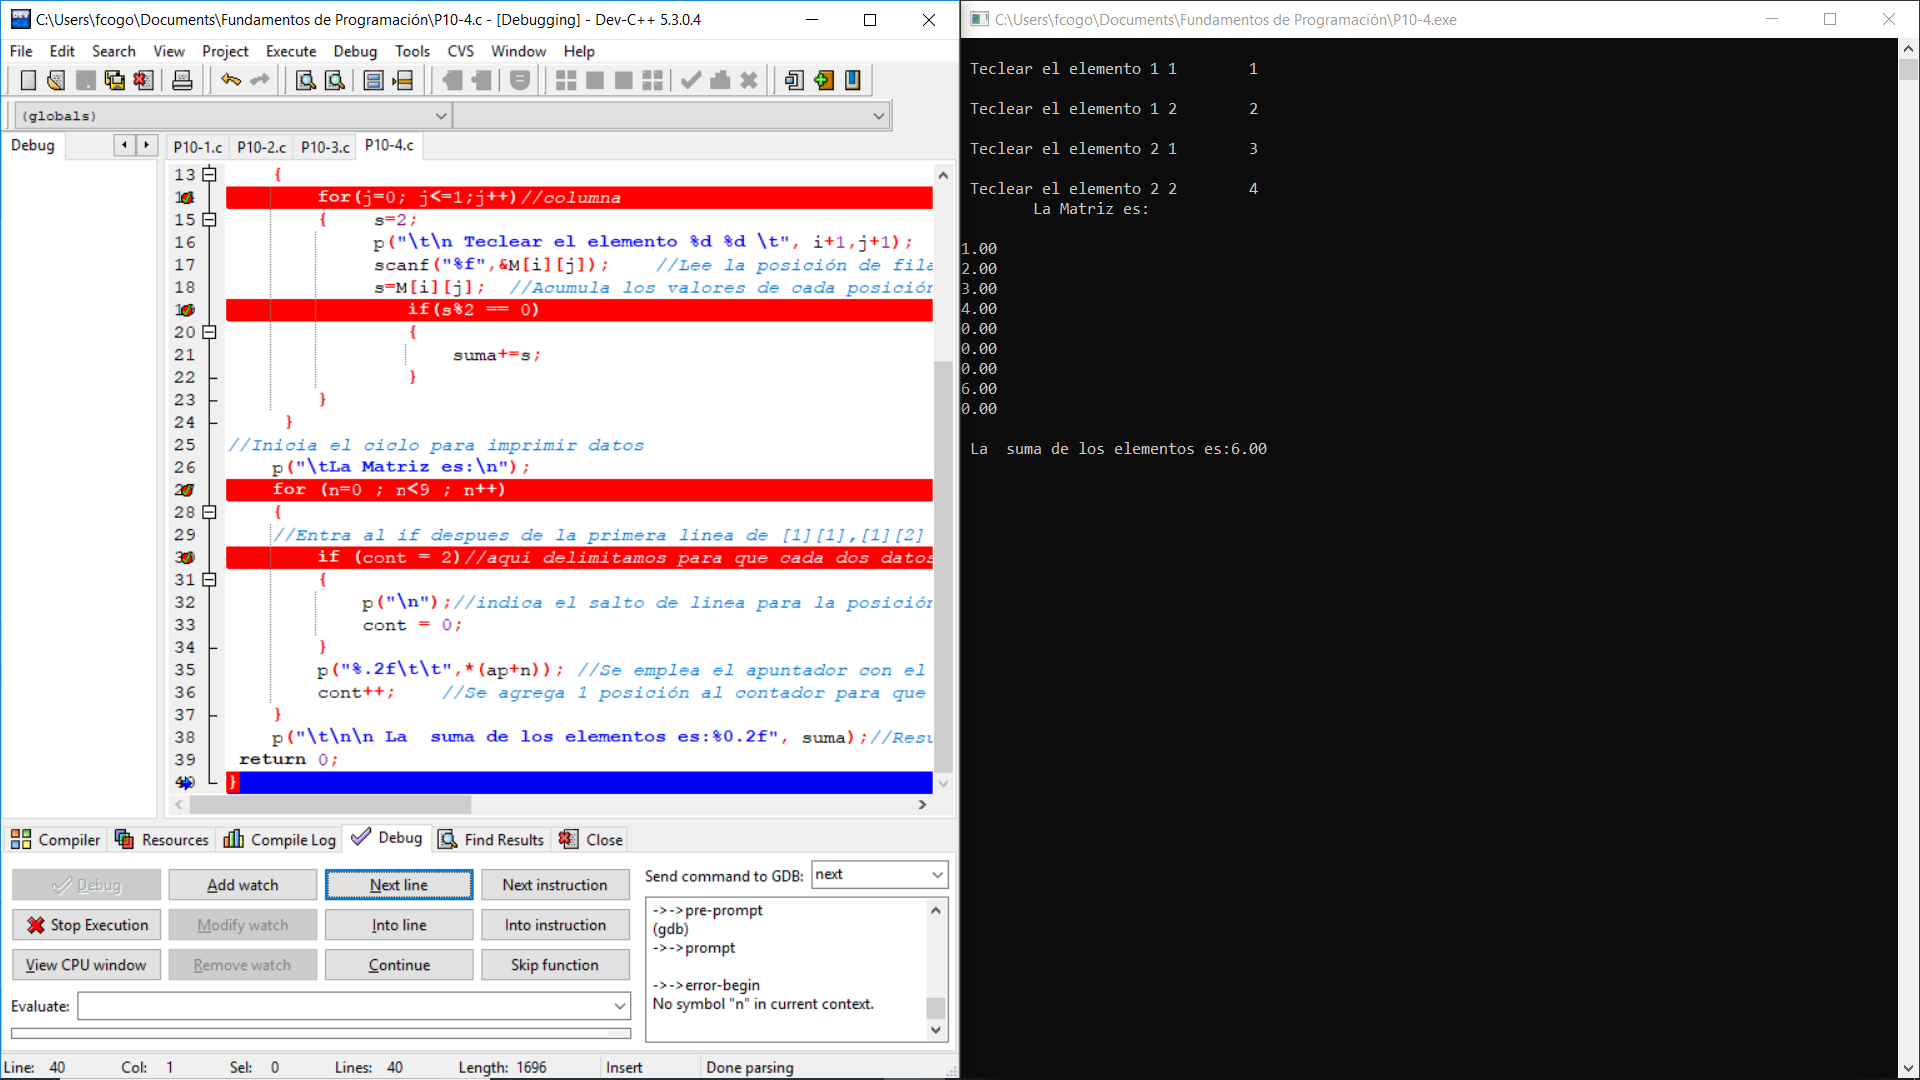 C:\Users\fcogo\Documents\Fundamentos de Programación\P10-4.c - [Debugging] - Dev-C++ 5.3.0.4
File Edit Search View Project Execute Debug Tools CVS Window Help
(globals)
Debug
P10-1.c P10-2.c P10-3.c P10-4.c
13 {
for(j=0; j<=1;j++)//columna
15 { s=2;
16 p("\t\n Teclear el elemento %d %d \t", i+1,j+1);
17 scanf("%f",&M[i][j]); //Lee la posición de fila
18 s=M[i][j]; //Acumula los valores de cada posición
if(s%2 == 0)
20 {
21 suma+=s;
22 }
23 }
24 }
25 //Inicia el ciclo para imprimir datos
26 p("\tLa Matriz es:\n");
for (n=0 ; n<9 ; n++)
28 {
29 //Entra al if despues de la primera linea de [1][1],[1][2]
if (cont = 2)//aquí delimitamos para que cada dos datos
31 {
32 p("\n");//indica el salto de línea para la posición
33 cont = 0;
34 }
35 p("%.2f\t\t",*(ap+n)); //Se emplea el apuntador con el
36 cont++; //Se agrega 1 posición al contador para que
37 }
38 p("\t\n\n La  suma de los elementos es:%0.2f", suma);//Resu
39 return 0;
}
Compiler Resources Compile Log Debug Find Results Close
Debug Add watch Next line Next instruction
Stop Execution Modify watch Into line Into instruction
View CPU window Remove watch Continue Skip function
Evaluate:
Send command to GDB: next
->->pre-prompt
(gdb)
->->prompt
->->error-begin
No symbol "n" in current context.
Line: 40 Col: 1 Sel: 0 Lines: 40 Length: 1696 Insert Done parsing
C:\Users\fcogo\Documents\Fundamentos de Programación\P10-4.exe
Teclear el elemento 1 1 1
Teclear el elemento 1 2 2
Teclear el elemento 2 1 3
Teclear el elemento 2 2 4
La Matriz es:
1.00
2.00
3.00
4.00
0.00
0.00
0.00
6.00
0.00
La  suma de los elementos es:6.00